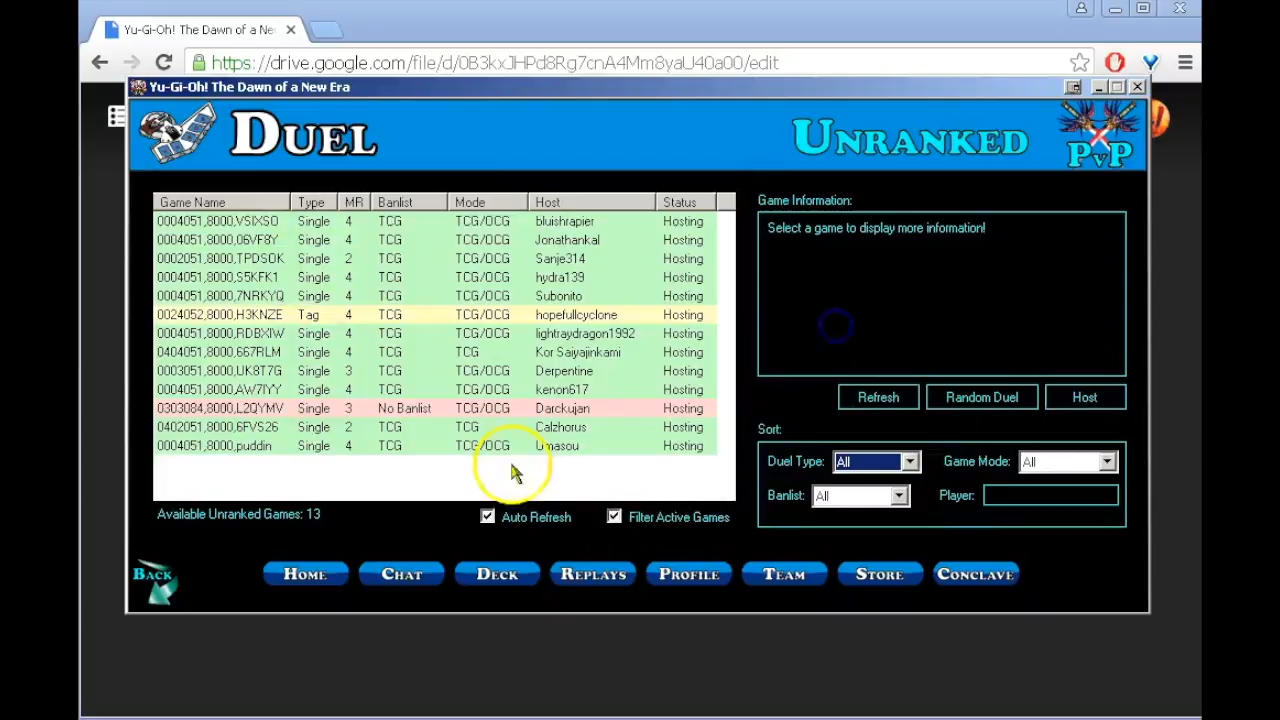 Yu-Gi-Oh! The Dawn of a Ne
https://drive.google.com/file/d/0B3kxJHPd8Rg7cnA4Mm8yaU40a00/edit
Yu-Gi-Oh! The Dawn of a New Era
DUEL
UNRANKED
PVP
Game Name Type MR Banlist Mode Host Status
0004051,8000,VSIXSO Single 4 TCG TCG/OCG bluishrapier Hosting
0004051,8000,06VF8Y Single 4 TCG TCG/OCG Jonathankal Hosting
0002051,8000,TPDSOK Single 2 TCG TCG/OCG Sanje314 Hosting
0004051,8000,S5KFK1 Single 4 TCG TCG/OCG hydra139 Hosting
0004051,8000,7NRKYQ Single 4 TCG TCG/OCG Subonito Hosting
0024052,8000,H3KNZE Tag 4 TCG TCG/OCG hopefullcyclone Hosting
0004051,8000,RDBXIW Single 4 TCG TCG/OCG lightraydragon1992 Hosting
0404051,8000,667RLM Single 4 TCG TCG Kor Saiyajinkami Hosting
0003051,8000,UK8T7G Single 3 TCG TCG/OCG Derpentine Hosting
0004051,8000,AW7IYY Single 4 TCG TCG/OCG kenon617 Hosting
0303084,8000,L2QYMV Single 3 No Banlist TCG/OCG Darckujan Hosting
0402051,8000,6FVS26 Single 2 TCG TCG/OCG Calzhorus Hosting
0004051,8000,puddin Single 4 TCG TCG/OCG Umasou Hosting
Available Unranked Games: 13
Auto Refresh
Filter Active Games
Game Information:
Select a game to display more information!
Refresh
Random Duel
Host
Sort:
Duel Type: All Game Mode: All
Banlist: All Player:
BACK
HOME
CHAT
DECK
REPLAYS
PROFILE
TEAM
STORE
CONCLAVE